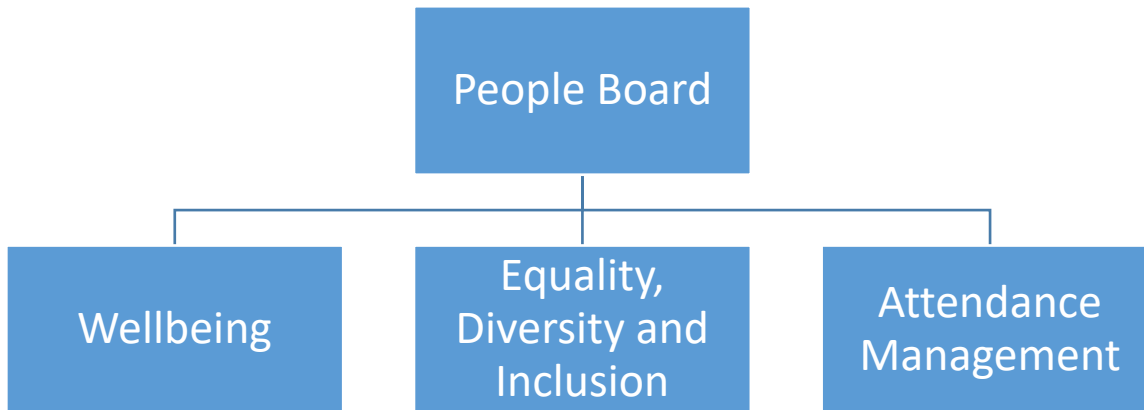 People Board
Wellbeing
Equality,
Diversity and
Inclusion
Attendance
Management